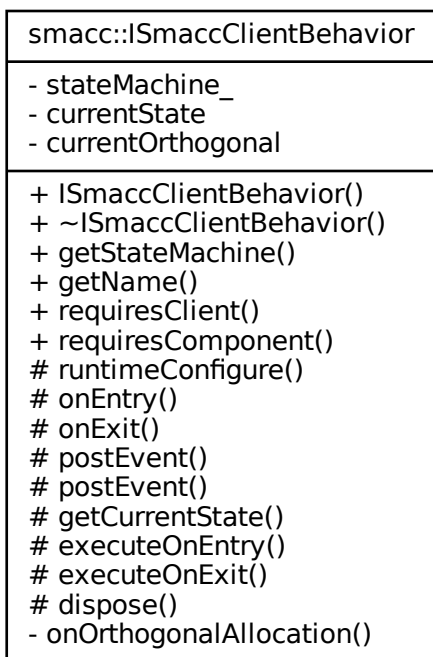 smacc::ISmaccClientBehavior
- stateMachine_
- currentState
- currentOrthogonal
+ ISmaccClientBehavior()
+ ~ISmaccClientBehavior()
+ getStateMachine()
+ getName()
+ requiresClient()
+ requiresComponent()
# runtimeConfigure()
# onEntry()
# onExit()
# postEvent()
# postEvent()
# getCurrentState()
# executeOnEntry()
# executeOnExit()
# dispose()
- onOrthogonalAllocation()